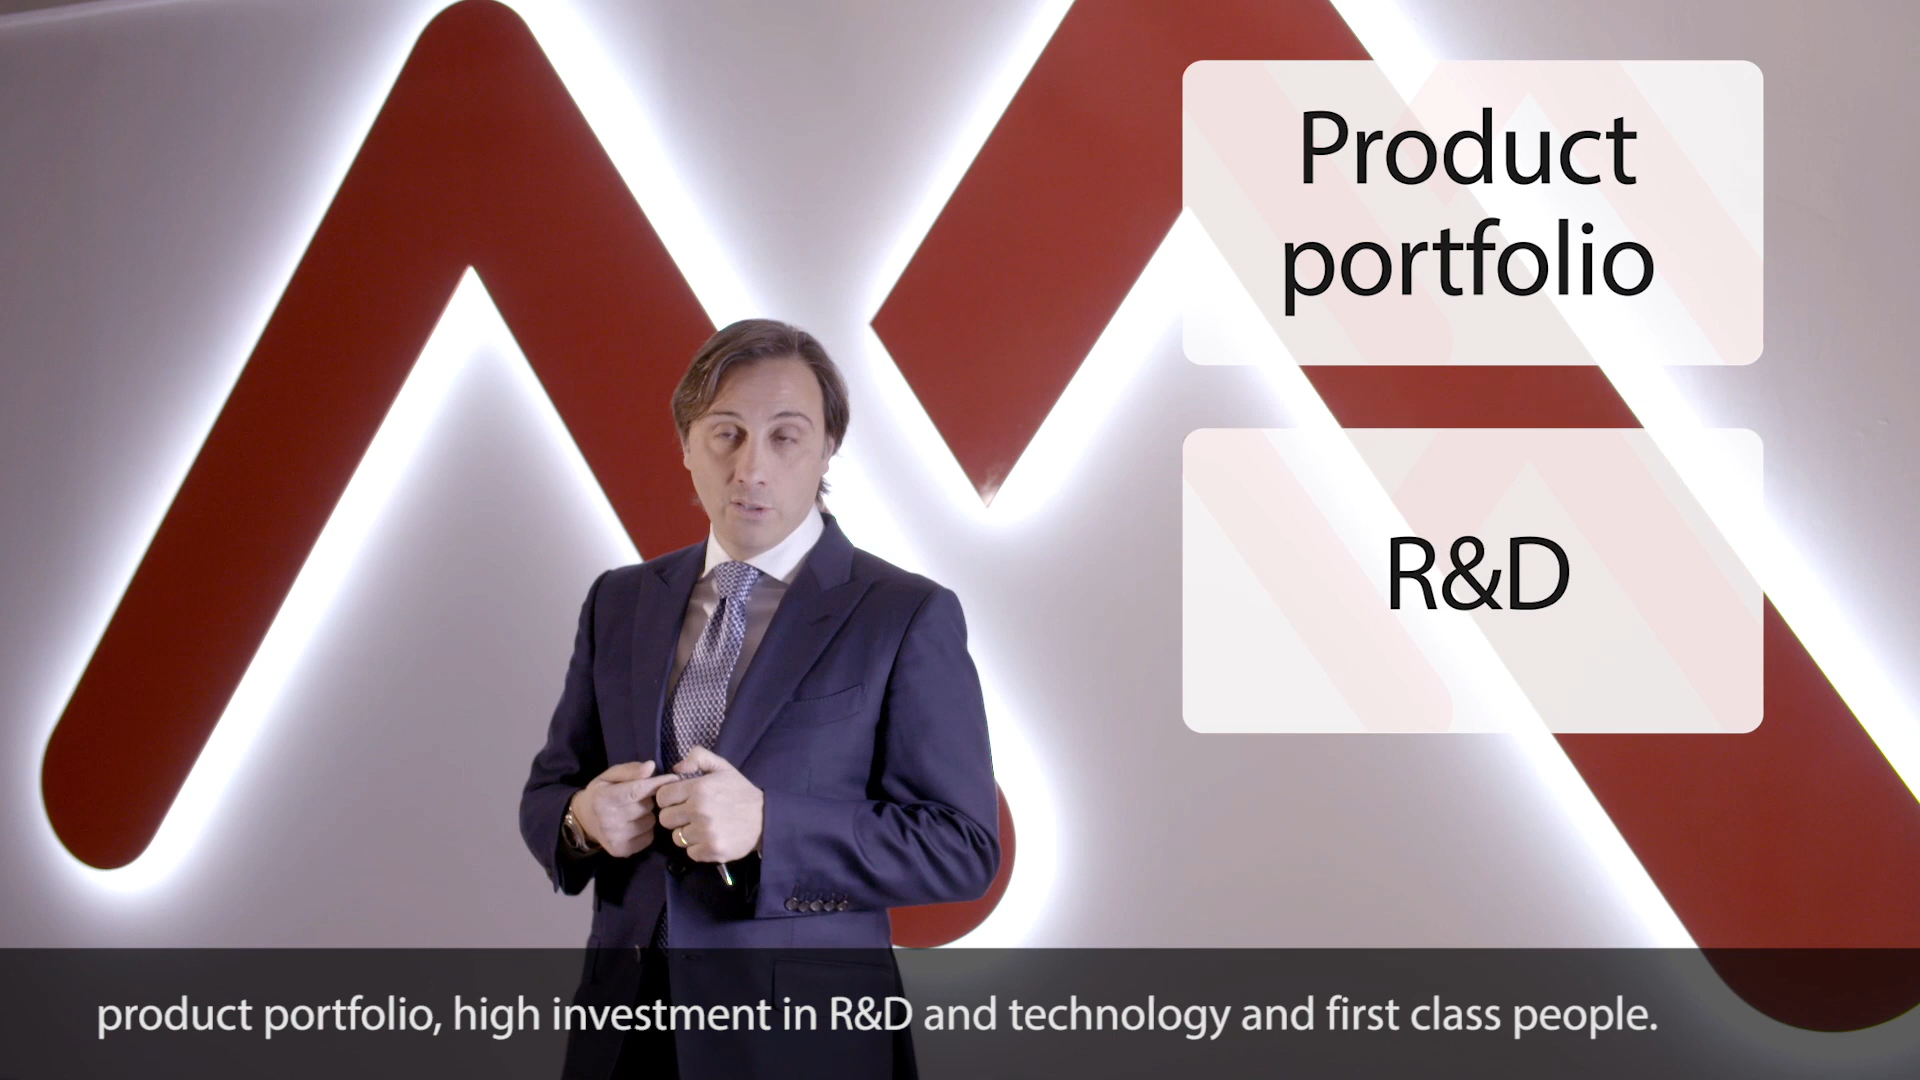 Product
portfolio
R&D
product portfolio, high investment in R&D and technology and first class people.